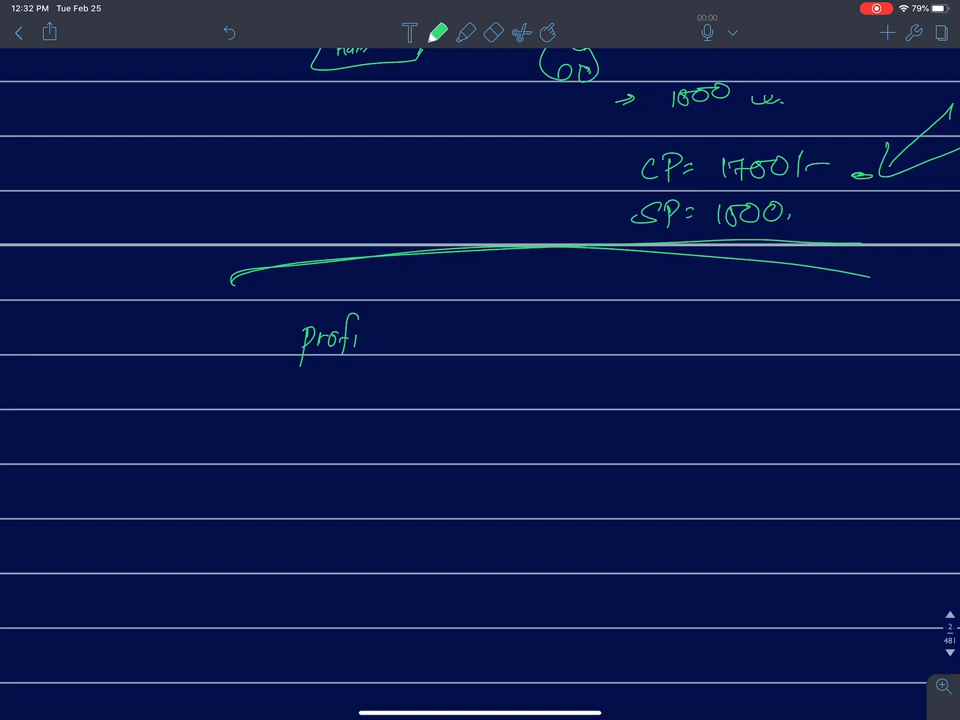 12:32 PM Tue Feb 25
79%
00:00
T
→ 1800
CP= 1700/-
SP= 1800.
profi
2
481